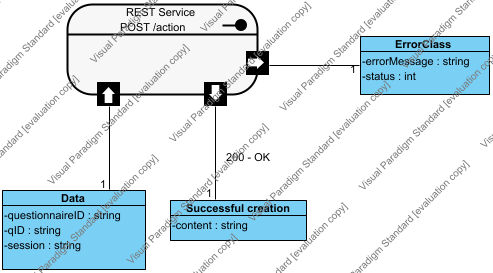 REST Service
POST /action
ErrorClass
-errorMessage : string
-status : int
1
200 - OK
1
1
Data
-questionnaireID : string
-qID : string
-session : string
Successful creation
-content : string
Visual Paradigm Standard [evaluation copy]